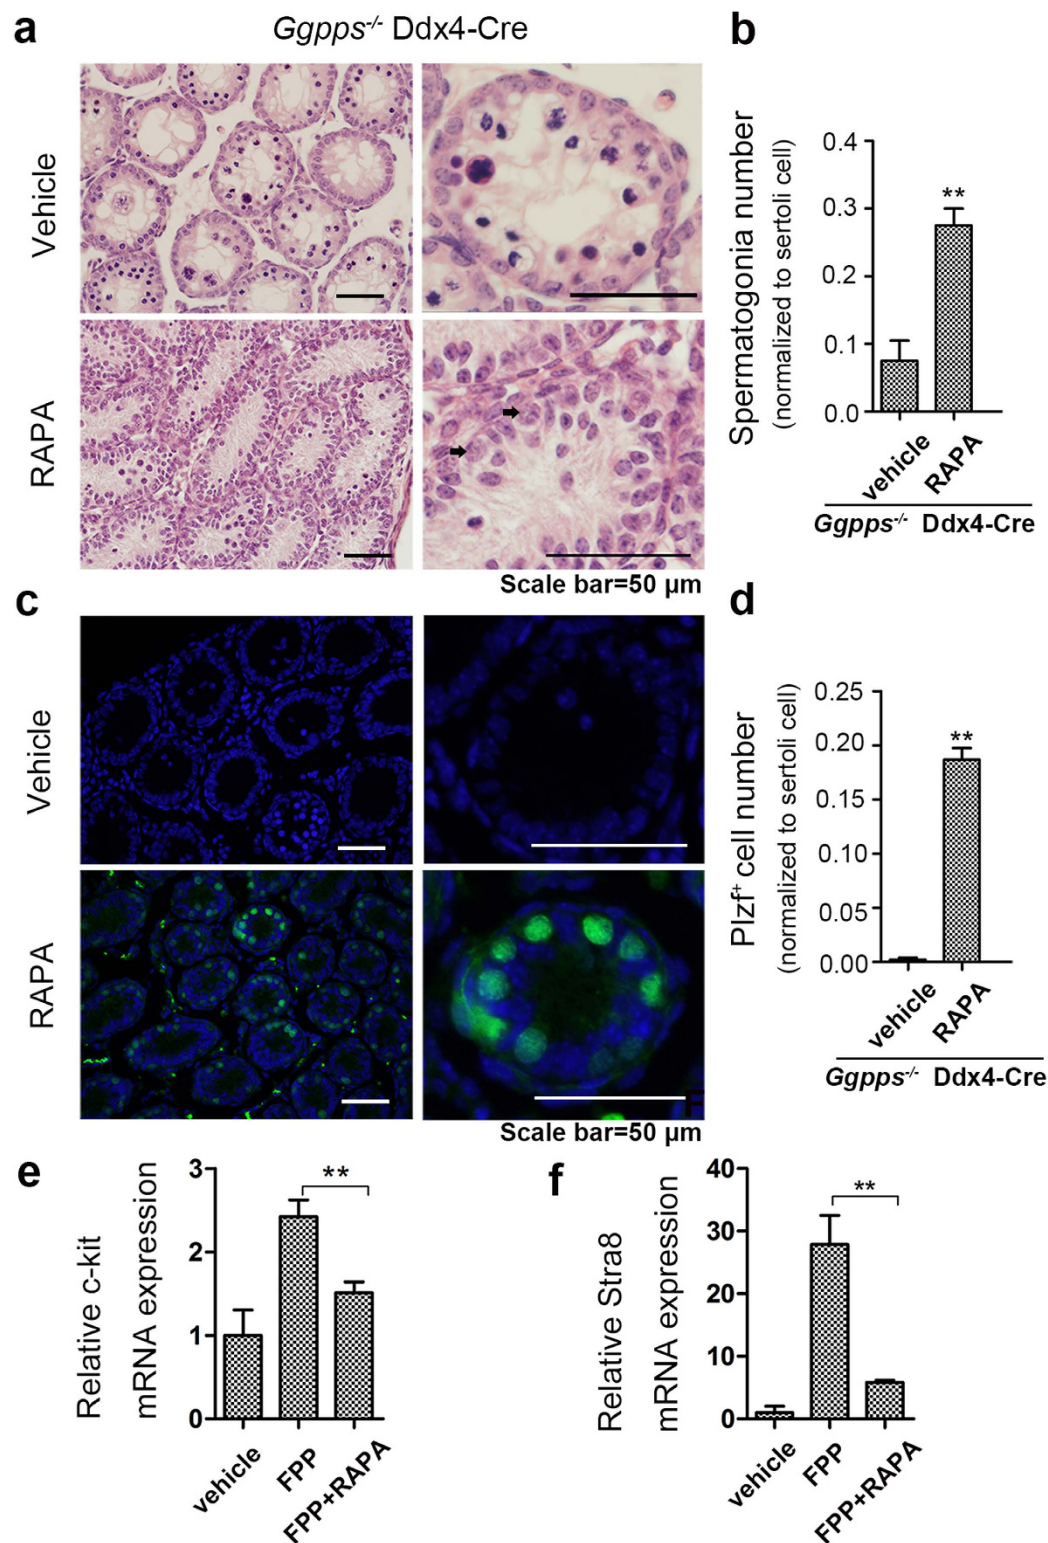 a
Ggpps-/- Ddx4-Cre
Vehicle
RAPA
Scale bar=50 µm
b
Spermatogonia number
(normalized to sertoli cell)
0.4
0.3
0.2
0.1
0.0
**
vehicle
RAPA
Ggpps-/- Ddx4-Cre
c
Vehicle
RAPA
Scale bar=50 µm
d
Plzf+ cell number
(normalized to sertoli cell)
0.25
0.20
0.15
0.10
0.05
0.00
**
vehicle
RAPA
Ggpps-/- Ddx4-Cre
e
Relative c-kit
mRNA expression
3
2
1
0
**
vehicle
FPP
FPP+RAPA
f
Relative Stra8
mRNA expression
40
30
20
10
0
**
vehicle
FPP
FPP+RAPA